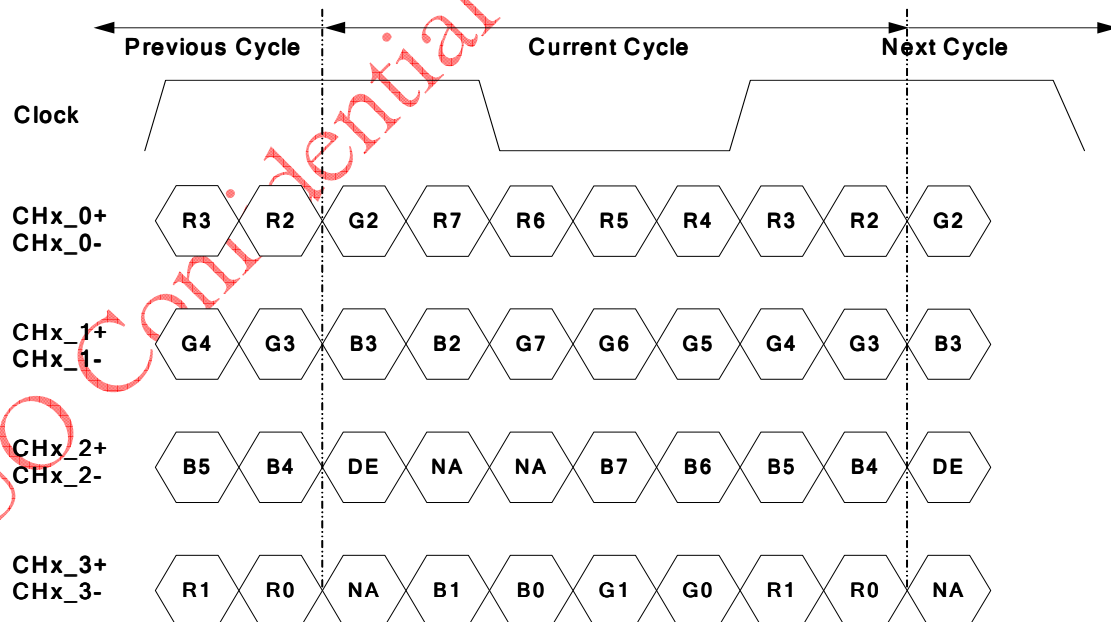 Previous Cycle Current Cycle Next Cycle
Clock
CHx_0+
CHx_0-
R3 R2 G2 R7 R6 R5 R4 R3 R2 G2
CHx_1+
CHx_1-
G4 G3 B3 B2 G7 G6 G5 G4 G3 B3
CHx_2+
CHx_2-
B5 B4 DE NA NA B7 B6 B5 B4 DE
CHx_3+
CHx_3-
R1 R0 NA B1 B0 G1 G0 R1 R0 NA
Confidential